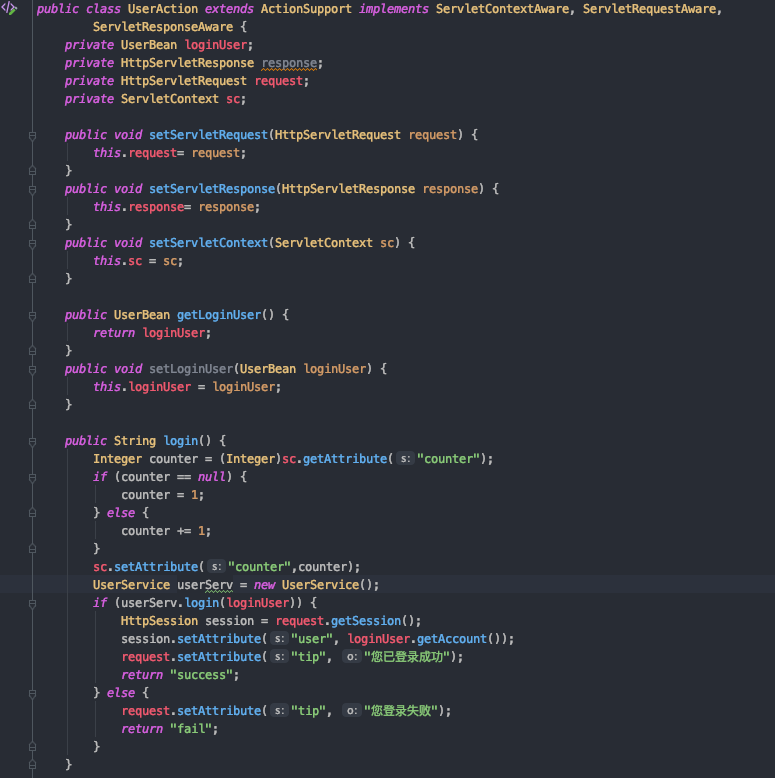 public class UserAction extends ActionSupport implements ServletContextAware, ServletRequestAware,
        ServletResponseAware {
    private UserBean loginUser;
    private HttpServletResponse response;
    private HttpServletRequest request;
    private ServletContext sc;

    public void setServletRequest(HttpServletRequest request) {
        this.request= request;
    }
    public void setServletResponse(HttpServletResponse response) {
        this.response= response;
    }
    public void setServletContext(ServletContext sc) {
        this.sc = sc;
    }

    public UserBean getLoginUser() {
        return loginUser;
    }
    public void setLoginUser(UserBean loginUser) {
        this.loginUser = loginUser;
    }

    public String login() {
        Integer counter = (Integer)sc.getAttribute( s: "counter");
        if (counter == null) {
            counter = 1;
        } else {
            counter += 1;
        }
        sc.setAttribute( s: "counter",counter);
        UserService userServ = new UserService();
        if (userServ.login(loginUser)) {
            HttpSession session = request.getSession();
            session.setAttribute( s: "user", loginUser.getAccount());
            request.setAttribute( s: "tip", o: "您已登录成功");
            return "success";
        } else {
            request.setAttribute( s: "tip", o: "您登录失败");
            return "fail";
        }
    }